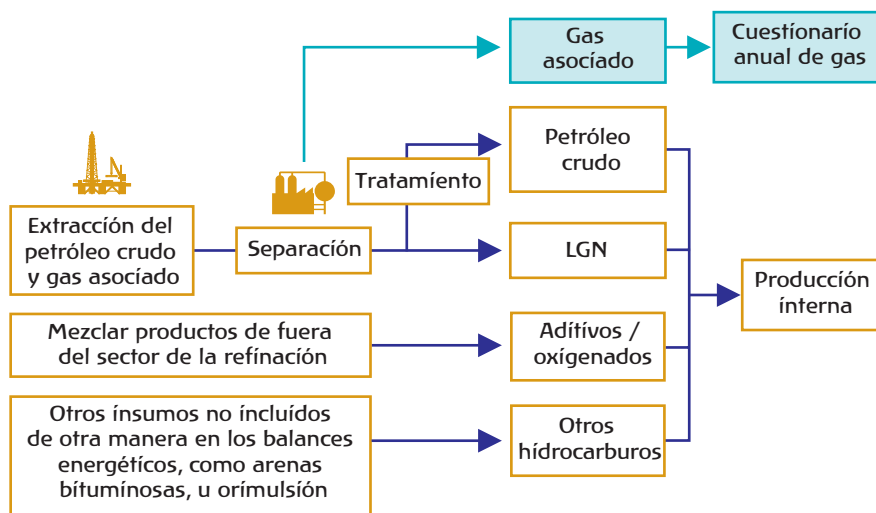 Gas
asociado
Cuestionario
anual de gas
Petróleo
crudo
Tratamiento
Extracción del
petróleo crudo
y gas asociado
Separación
LGN
Producción
interna
Mezclar productos de fuera
del sector de la refinación
Aditivos /
oxigenados
Otros insumos no incluidos
de otra manera en los balances
energéticos, como arenas
bituminosas, u orimulsión
Otros
hidrocarburos